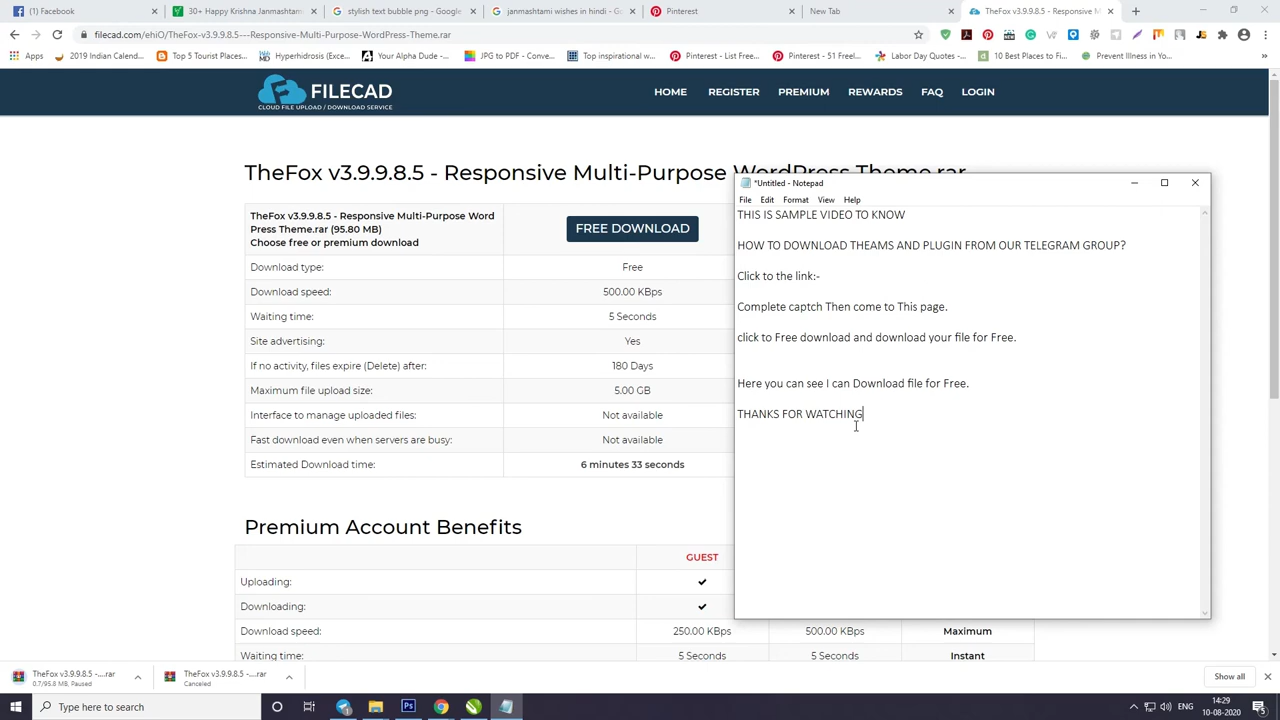 (1) Facebook
30+ Happy Krishna Janmashtami
stylish text bubble png - Google
janmashtami wishes in hindi - Go
Pinterest
New Tab
TheFox v3.9.9.8.5 - Responsive M
filecad.com/ehiO/TheFox-v3.9.9.8.5---Responsive-Multi-Purpose-WordPress-Theme.rar
Apps
2019 Indian Calend...
Top 5 Tourist Places...
Hyperhidrosis (Exce...
Your Alpha Dude -...
JPG to PDF - Conve...
Top inspirational w...
Pinterest - List Free...
Pinterest - 51 Freel...
Labor Day Quotes -...
10 Best Places to Fi...
Prevent Illness in Yo...
FILECAD
CLOUD FILE UPLOAD / DOWNLOAD SERVICE
HOME
REGISTER
PREMIUM
REWARDS
FAQ
LOGIN
TheFox v3.9.9.8.5 - Responsive Multi-Purpose WordPress Theme.rar
TheFox v3.9.9.8.5 - Responsive Multi-Purpose Word
Press Theme.rar (95.80 MB)
Choose free or premium download
FREE DOWNLOAD
Download type:
Free
Download speed:
500.00 KBps
Waiting time:
5 Seconds
Site advertising:
Yes
If no activity, files expire (Delete) after:
180 Days
Maximum file upload size:
5.00 GB
Interface to manage uploaded files:
Not available
Fast download even when servers are busy:
Not available
Estimated Download time:
6 minutes 33 seconds
Premium Account Benefits
GUEST
Uploading:
Downloading:
Download speed:
250.00 KBps
500.00 KBps
Maximum
Waiting time:
5 Seconds
5 Seconds
Instant
*Untitled - Notepad
File Edit Format View Help
THIS IS SAMPLE VIDEO TO KNOW
HOW TO DOWNLOAD THEAMS AND PLUGIN FROM OUR TELEGRAM GROUP?
Click to the link:-
Complete captch Then come to This page.
click to Free download and download your file for Free.
Here you can see I can Download file for Free.
THANKS FOR WATCHING
TheFox v3.9.9.8.5 -....rar
0.7/95.8 MB, Paused
TheFox v3.9.9.8.5 -....rar
Canceled
Show all
Type here to search
14:29
10-08-2020
5